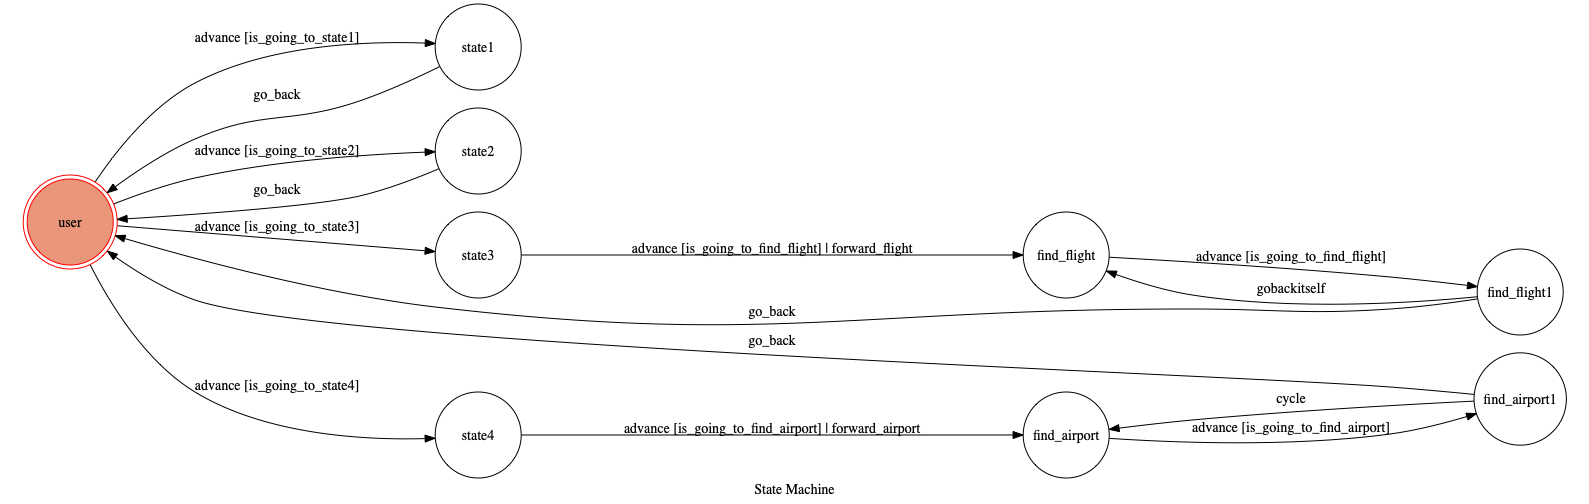 advance [is_going_to_state1]
state1
go_back
advance [is_going_to_state2]
state2
go_back
user
advance [is_going_to_state3]
state3
advance [is_going_to_find_flight] | forward_flight
find_flight
advance [is_going_to_find_flight]
gobackitself
find_flight1
go_back
go_back
advance [is_going_to_state4]
state4
advance [is_going_to_find_airport] | forward_airport
find_airport
cycle
advance [is_going_to_find_airport]
find_airport1
State Machine